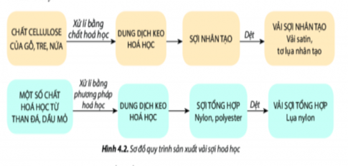 CHẤT CELLULOSE
CỦA GỖ, TRE, NỨA
Xử lí bằng
chất hoá học
DUNG DỊCH KEO
HOÁ HỌC
SỢI NHÂN TẠO
Dệt
VẢI SỢI NHÂN TẠO
Vải satin,
tơ lụa nhân tạo
MỘT SỐ CHẤT
HOÁ HỌC TỪ
THAN ĐÁ, DẦU MỎ
Xử lí bằng
phương pháp
hoá học
DUNG DỊCH KEO
HOÁ HỌC
SỢI TỔNG HỢP
Nylon, polyester
Dệt
VẢI SỢI TỔNG HỢP
Lụa nylon
Hình 4.2. Sơ đồ quy trình sản xuất vải sợi hoá học